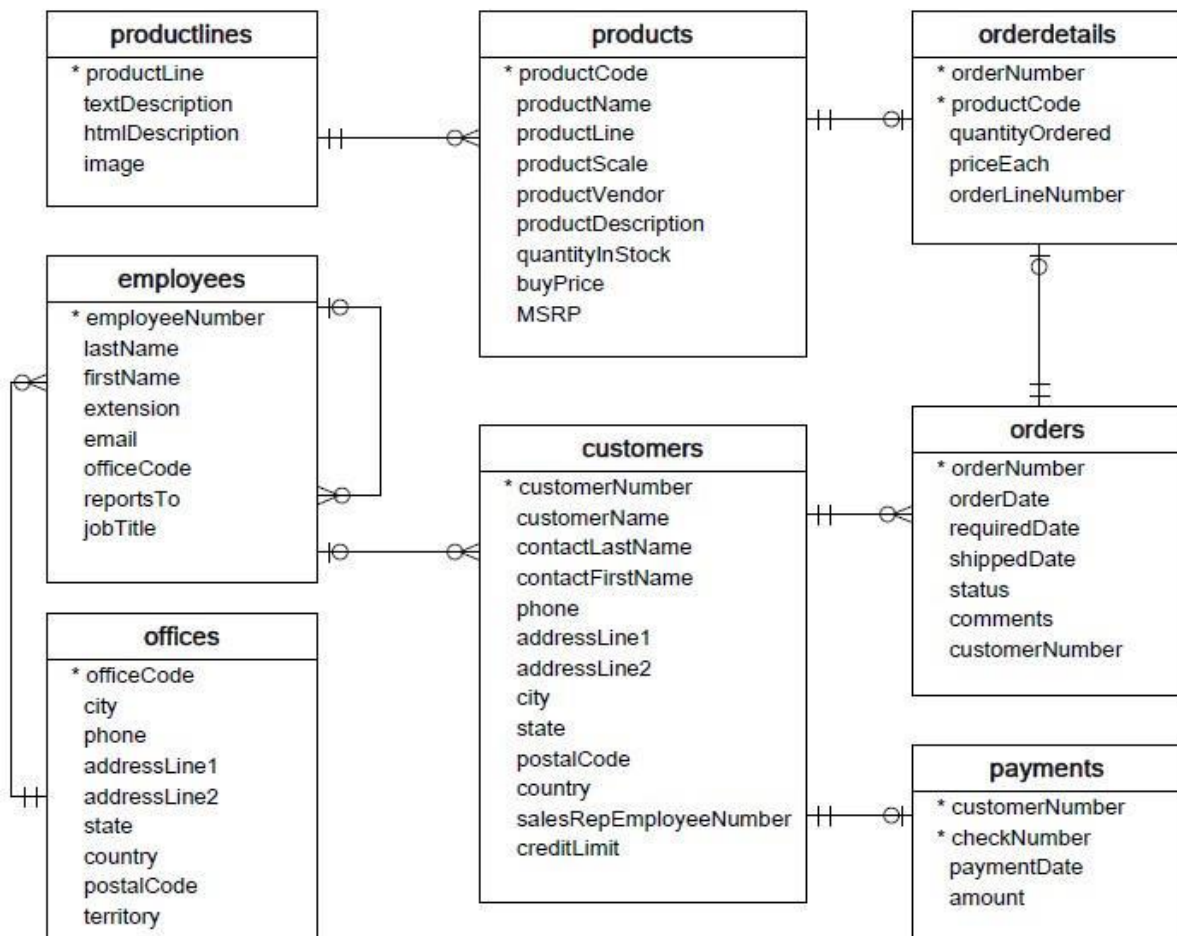 productlines
* productLine
textDescription
htmlDescription
image
products
* productCode
productName
productLine
productScale
productVendor
productDescription
quantityInStock
buyPrice
MSRP
orderdetails
* orderNumber
* productCode
quantityOrdered
priceEach
orderLineNumber
employees
* employeeNumber
lastName
firstName
extension
email
officeCode
reportsTo
jobTitle
customers
* customerNumber
customerName
contactLastName
contactFirstName
phone
addressLine1
addressLine2
city
state
postalCode
country
salesRepEmployeeNumber
creditLimit
orders
* orderNumber
orderDate
requiredDate
shippedDate
status
comments
customerNumber
offices
* officeCode
city
phone
addressLine1
addressLine2
state
country
postalCode
territory
payments
* customerNumber
* checkNumber
paymentDate
amount